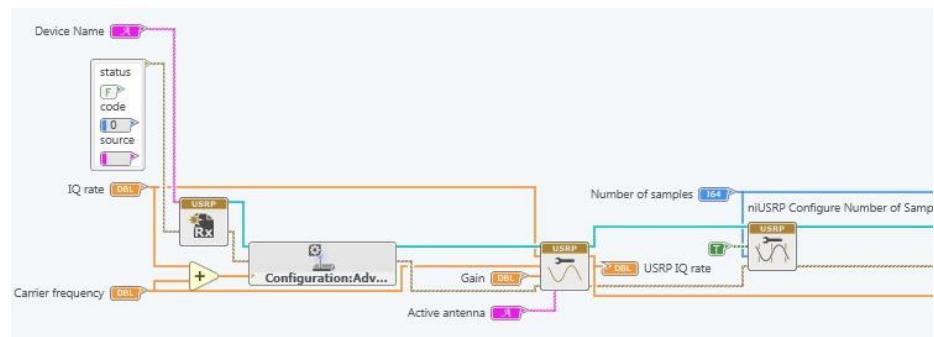 Device Name
status
F
code
0
source
IQ rate DBL
USRP
Rx
Configuration:Adv...
Carrier frequency DBL
Gain DBL
Active antenna
USRP
DBL USRP IQ rate
Number of samples I64
niUSRP Configure Number of Samp
USRP
T